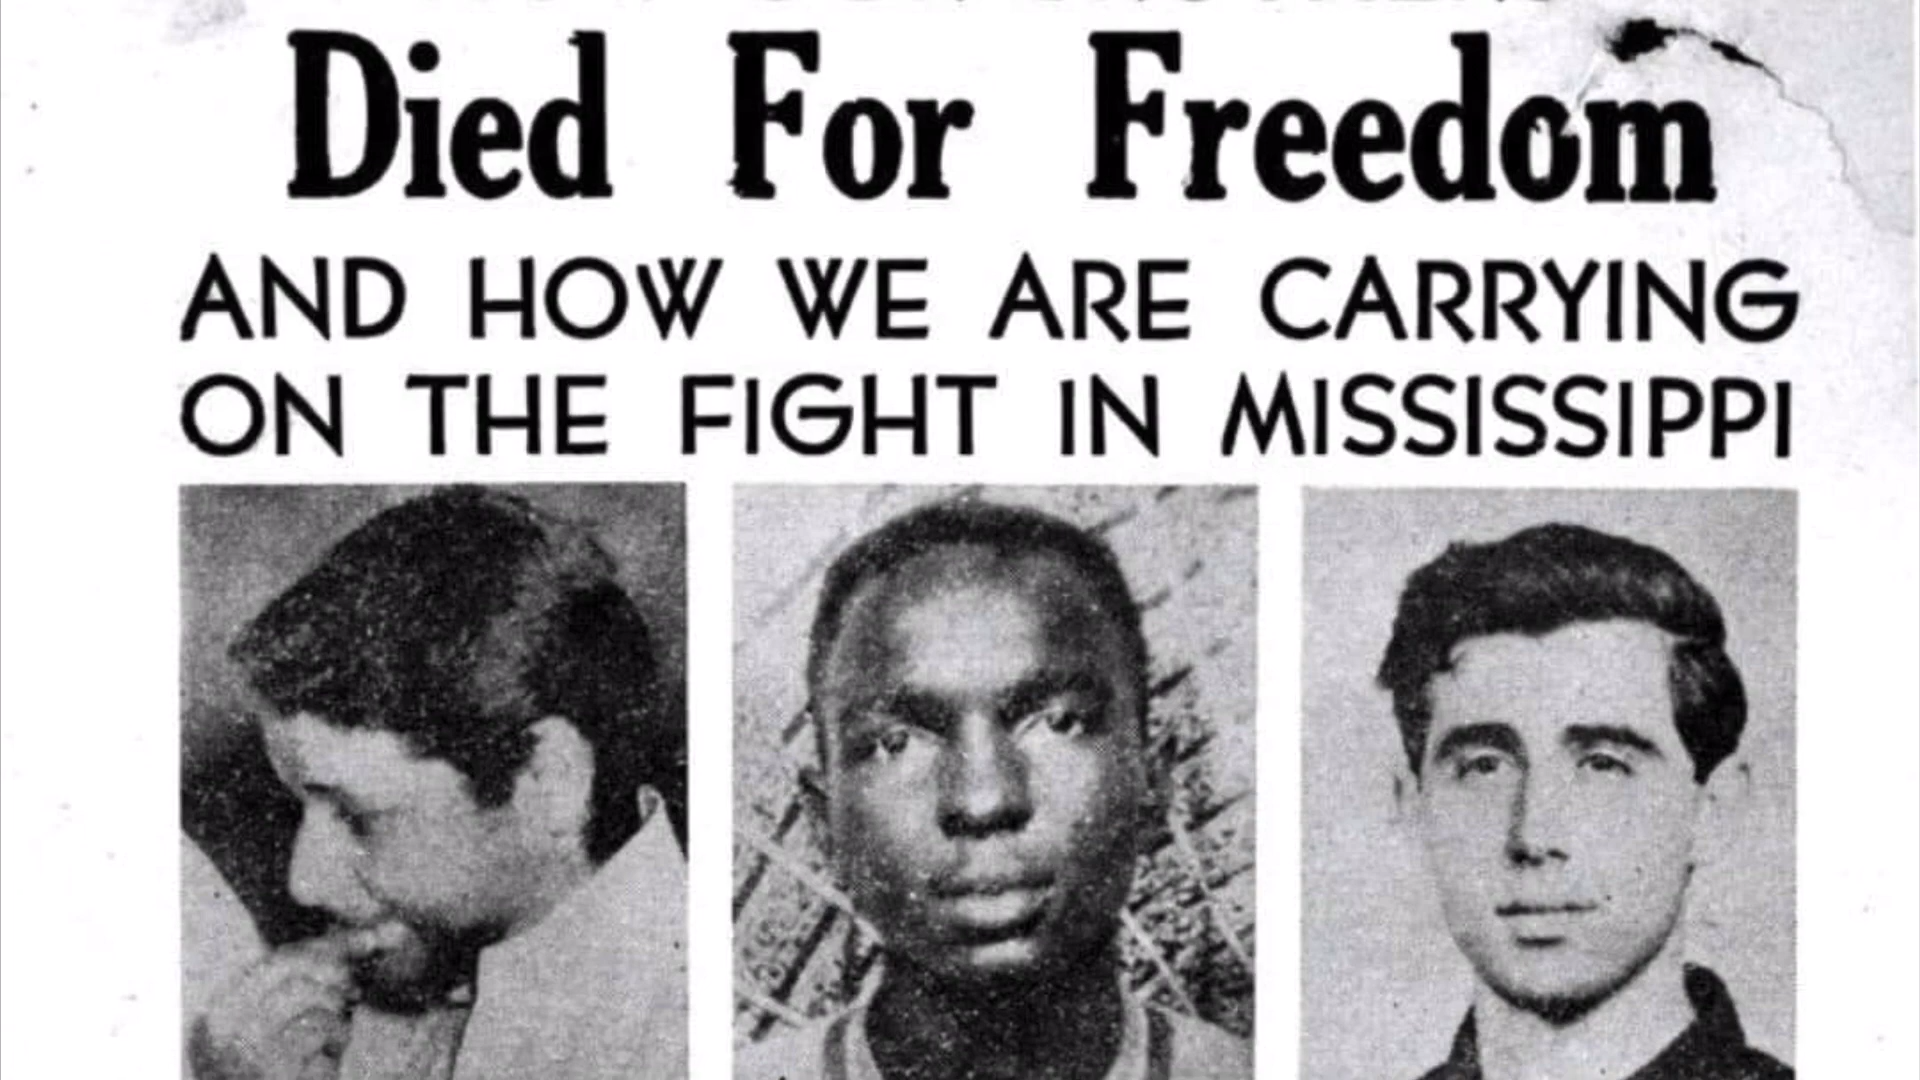 Died For Freedom
AND HOW WE ARE CARRYING
ON THE FIGHT IN MISSISSIPPI